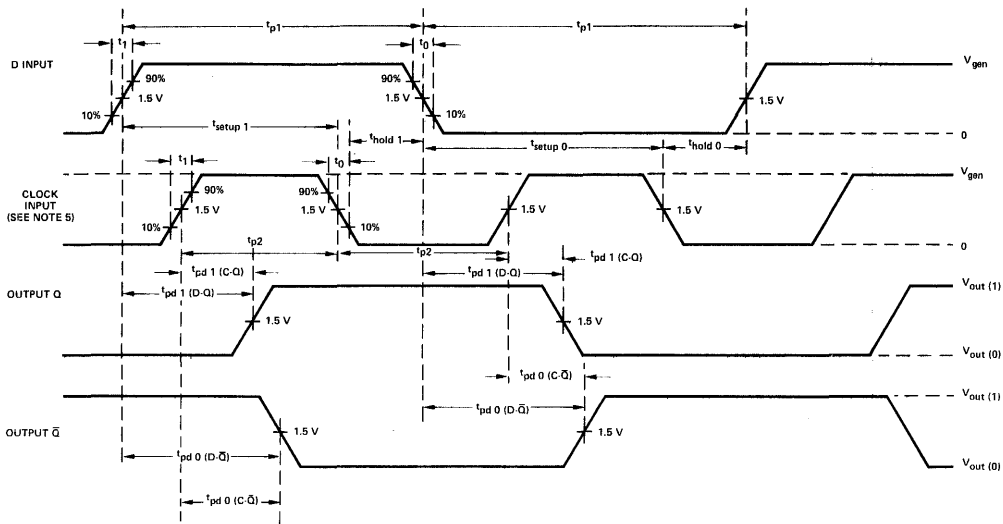 tp1 tp1
t1 t0
D INPUT 90% 90% Vgen
1.5 V 1.5 V 1.5 V
10% 10%
0
tsetup 1 thold 1 tsetup 0 thold 0
t1 t0
CLOCK
INPUT
(SEE NOTE 5)
90% 90% Vgen
1.5 V 1.5 V 1.5 V 1.5 V
10% 10%
0
tp2 tp2
tpd 1 (C-Q) tpd 1 (C-Q)
tpd 1 (D-Q) tpd 1 (D-Q)
OUTPUT Q Vout (1)
1.5 V 1.5 V
Vout (0)
tpd 0 (C-Q̅)
tpd 0 (D-Q̅)
Vout (1)
OUTPUT Q̅ 1.5 V 1.5 V
tpd 0 (D-Q̅) Vout (0)
tpd 0 (C-Q̅)